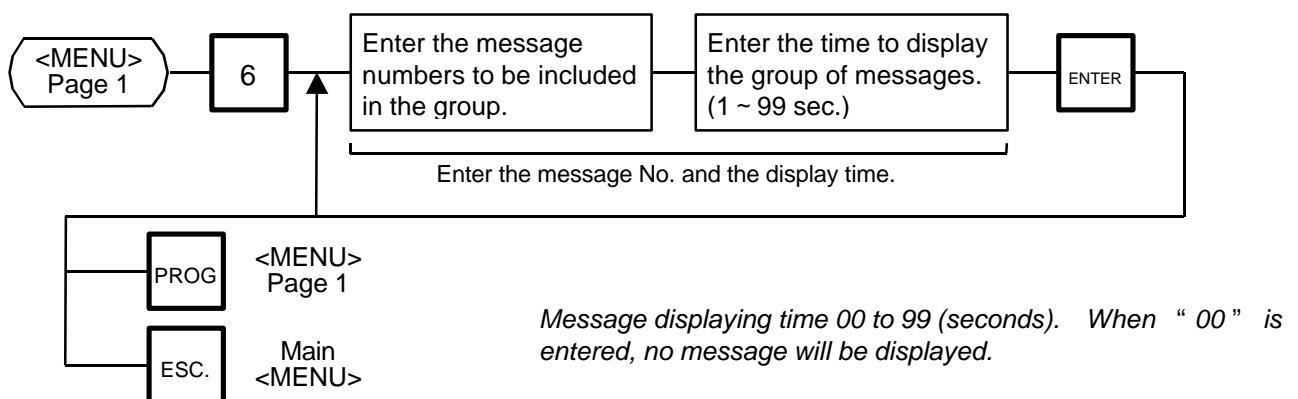 <MENU>
Page 1
6
Enter the message
numbers to be included
in the group.
Enter the time to display
the group of messages.
(1 ~ 99 sec.)
ENTER
Enter the message No. and the display time.
PROG
<MENU>
Page 1
ESC.
Main
<MENU>
Message displaying time 00 to 99 (seconds). When “ 00 ” is
entered, no message will be displayed.